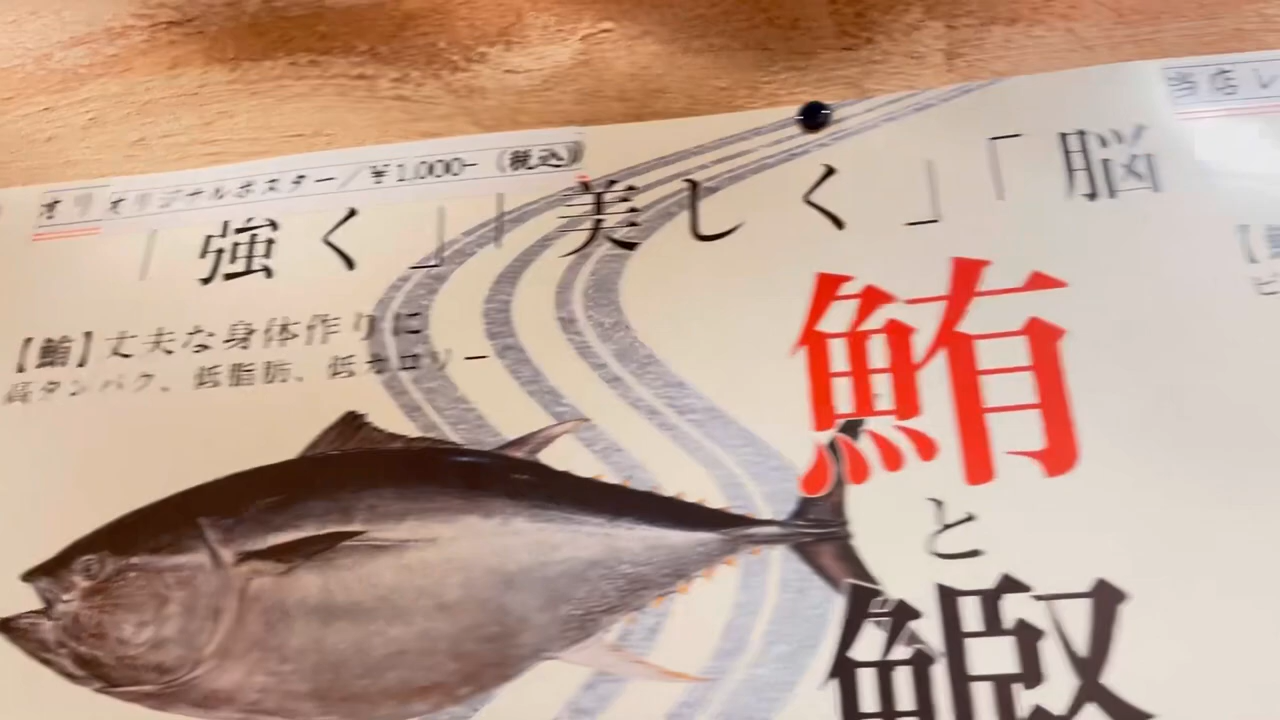 オリジナルポスター/¥1,000-(税込)
当店
「強く」「美しく」「脳
【鮪】丈夫な身体作りに
高タンパク、低脂肪、低カロリー
鮪
と
鰹